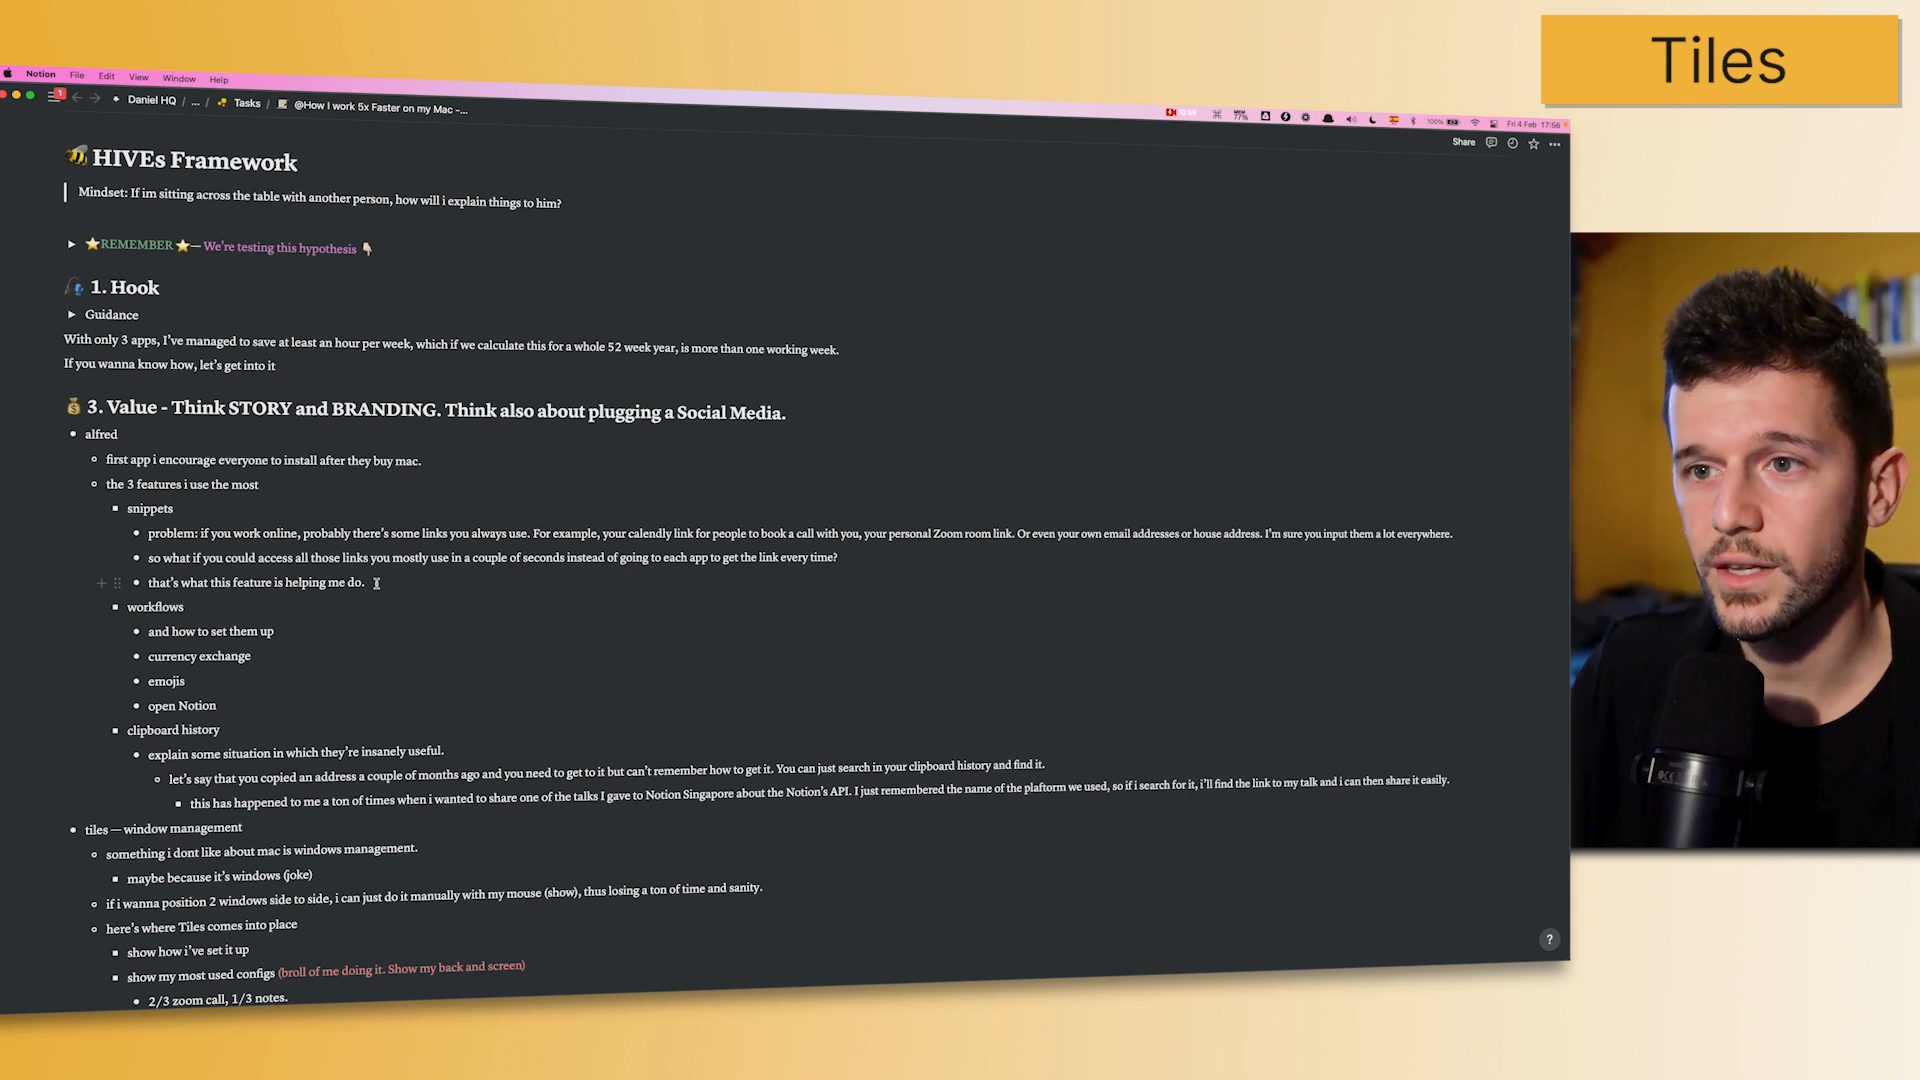 Tiles
Notion File Edit View Window Help
77% 100% Fri 4 Feb 17:56
1 Daniel HQ / ... / Tasks / @How I work 5x Faster on my Mac -...
Share
HIVEs Framework
Mindset: If im sitting across the table with another person, how will i explain things to him?
REMEMBER — We're testing this hypothesis
1. Hook
Guidance
With only 3 apps, I've managed to save at least an hour per week, which if we calculate this for a whole 52 week year, is more than one working week.
If you wanna know how, let's get into it
3. Value - Think STORY and BRANDING. Think also about plugging a Social Media.
alfred
first app i encourage everyone to install after they buy mac.
the 3 features i use the most
snippets
problem: if you work online, probably there's some links you always use. For example, your calendly link for people to book a call with you, your personal Zoom room link. Or even your own email addresses or house address. I'm sure you input them a lot everywhere.
so what if you could access all those links you mostly use in a couple of seconds instead of going to each app to get the link every time?
that's what this feature is helping me do.
workflows
and how to set them up
currency exchange
emojis
open Notion
clipboard history
explain some situation in which they're insanely useful.
let's say that you copied an address a couple of months ago and you need to get to it but can't remember how to get it. You can just search in your clipboard history and find it.
this has happened to me a ton of times when i wanted to share one of the talks I gave to Notion Singapore about the Notion's API. I just remembered the name of the plaftorm we used, so if i search for it, i'll find the link to my talk and i can then share it easily.
tiles — window management
something i dont like about mac is windows management.
maybe because it's windows (joke)
if i wanna position 2 windows side to side, i can just do it manually with my mouse (show), thus losing a ton of time and sanity.
here's where Tiles comes into place
show how i've set it up
show my most used configs (broll of me doing it. Show my back and screen)
2/3 zoom call, 1/3 notes.
?